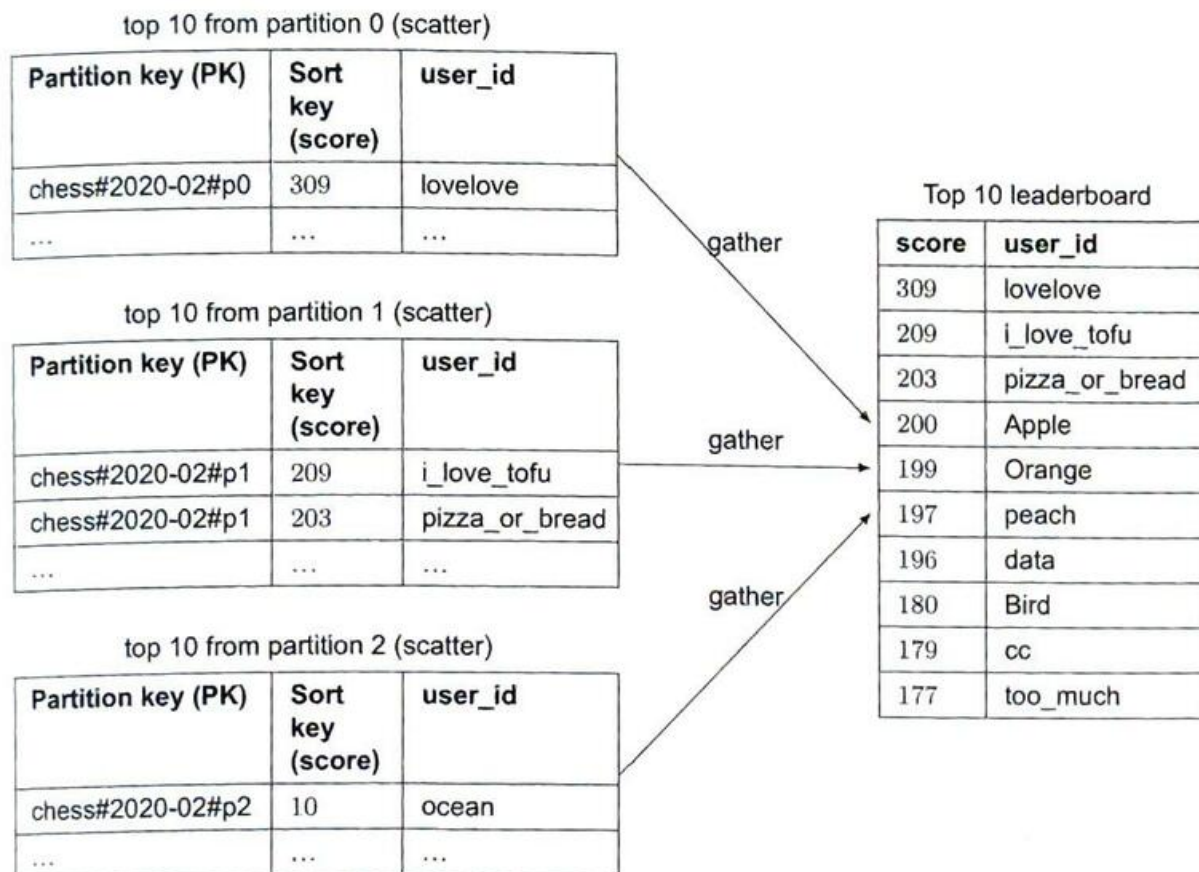 top 10 from partition 0 (scatter)
Partition key (PK) Sort key (score) user_id
chess#2020-02#p0 309 lovelove
... ... ...
gather
top 10 from partition 1 (scatter)
Partition key (PK) Sort key (score) user_id
chess#2020-02#p1 209 i_love_tofu
chess#2020-02#p1 203 pizza_or_bread
... ... ...
gather
top 10 from partition 2 (scatter)
Partition key (PK) Sort key (score) user_id
chess#2020-02#p2 10 ocean
... ... ...
gather
Top 10 leaderboard
score user_id
309 lovelove
209 i_love_tofu
203 pizza_or_bread
200 Apple
199 Orange
197 peach
196 data
180 Bird
179 cc
177 too_much